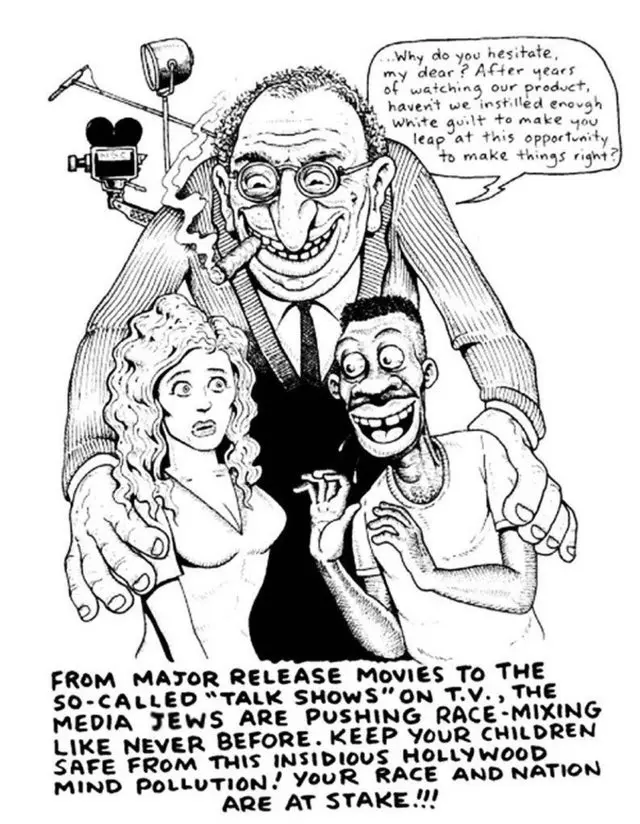 ...Why do you hesitate,
my dear? After years
of watching our product,
haven't we instilled enough
white guilt to make you
leap at this opportunity
to make things right?
FROM MAJOR RELEASE MOVIES TO THE
SO-CALLED "TALK SHOWS" ON T.V., THE
MEDIA JEWS ARE PUSHING RACE-MIXING
LIKE NEVER BEFORE. KEEP YOUR CHILDREN
SAFE FROM THIS INSIDIOUS HOLLYWOOD
MIND POLLUTION! YOUR RACE AND NATION
ARE AT STAKE!!!